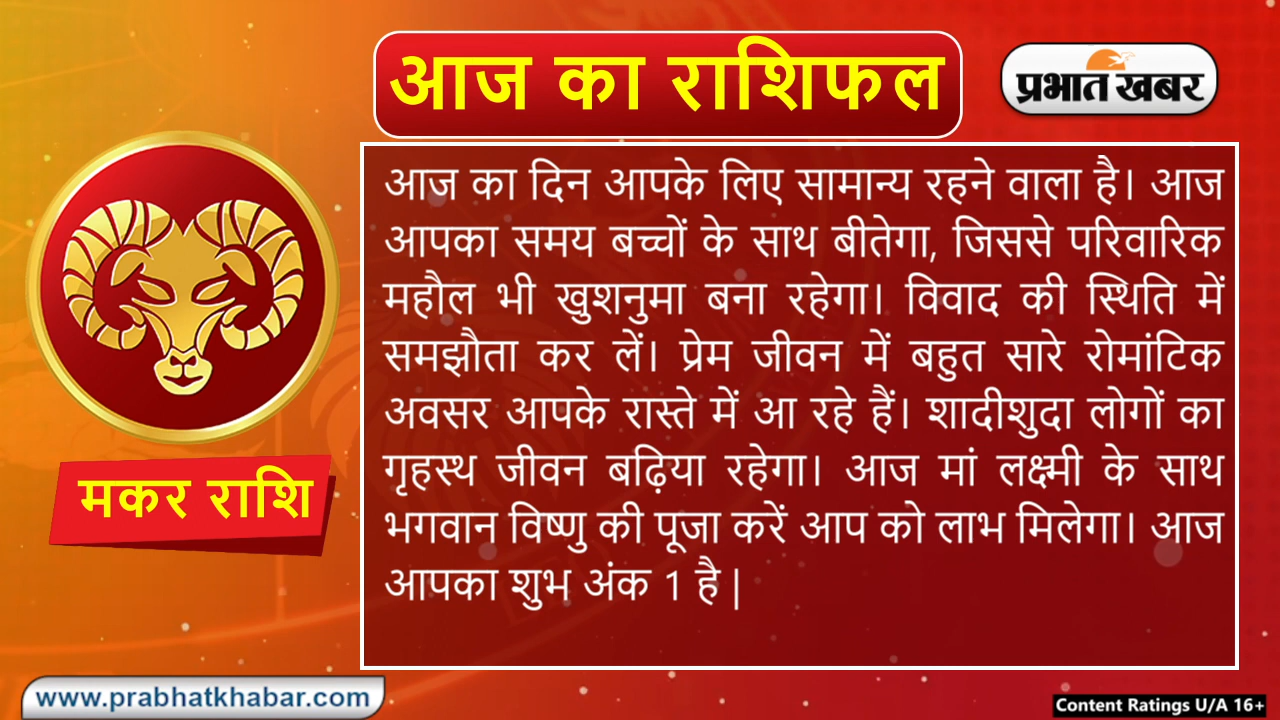 आज का राशिफल
प्रभात खबर
आज का दिन आपके लिए सामान्य रहने वाला है। आज
आपका समय बच्चों के साथ बीतेगा, जिससे परिवारिक
महौल भी खुशनुमा बना रहेगा। विवाद की स्थिति में
समझौता कर लें। प्रेम जीवन में बहुत सारे रोमांटिक
अवसर आपके रास्ते में आ रहे हैं। शादीशुदा लोगों का
गृहस्थ जीवन बढ़िया रहेगा। आज मां लक्ष्मी के साथ
भगवान विष्णु की पूजा करें आप को लाभ मिलेगा। आज
आपका शुभ अंक 1 है |
मकर राशि
www.prabhatkhabar.com
Content Ratings U/A 16+